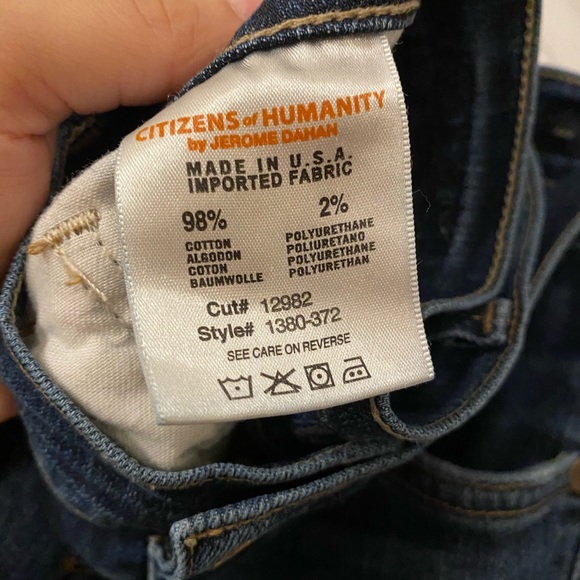 CITIZENS of HUMANITY
by JEROME DAHAN
MADE IN U.S.A.
IMPORTED FABRIC
98% 2%
COTTON POLYURETHANE
ALGODON POLIURETANO
COTON POLYURETHANE
BAUMWOLLE POLYURETHAN
Cut# 12982
Style# 1380-372
SEE CARE ON REVERSE